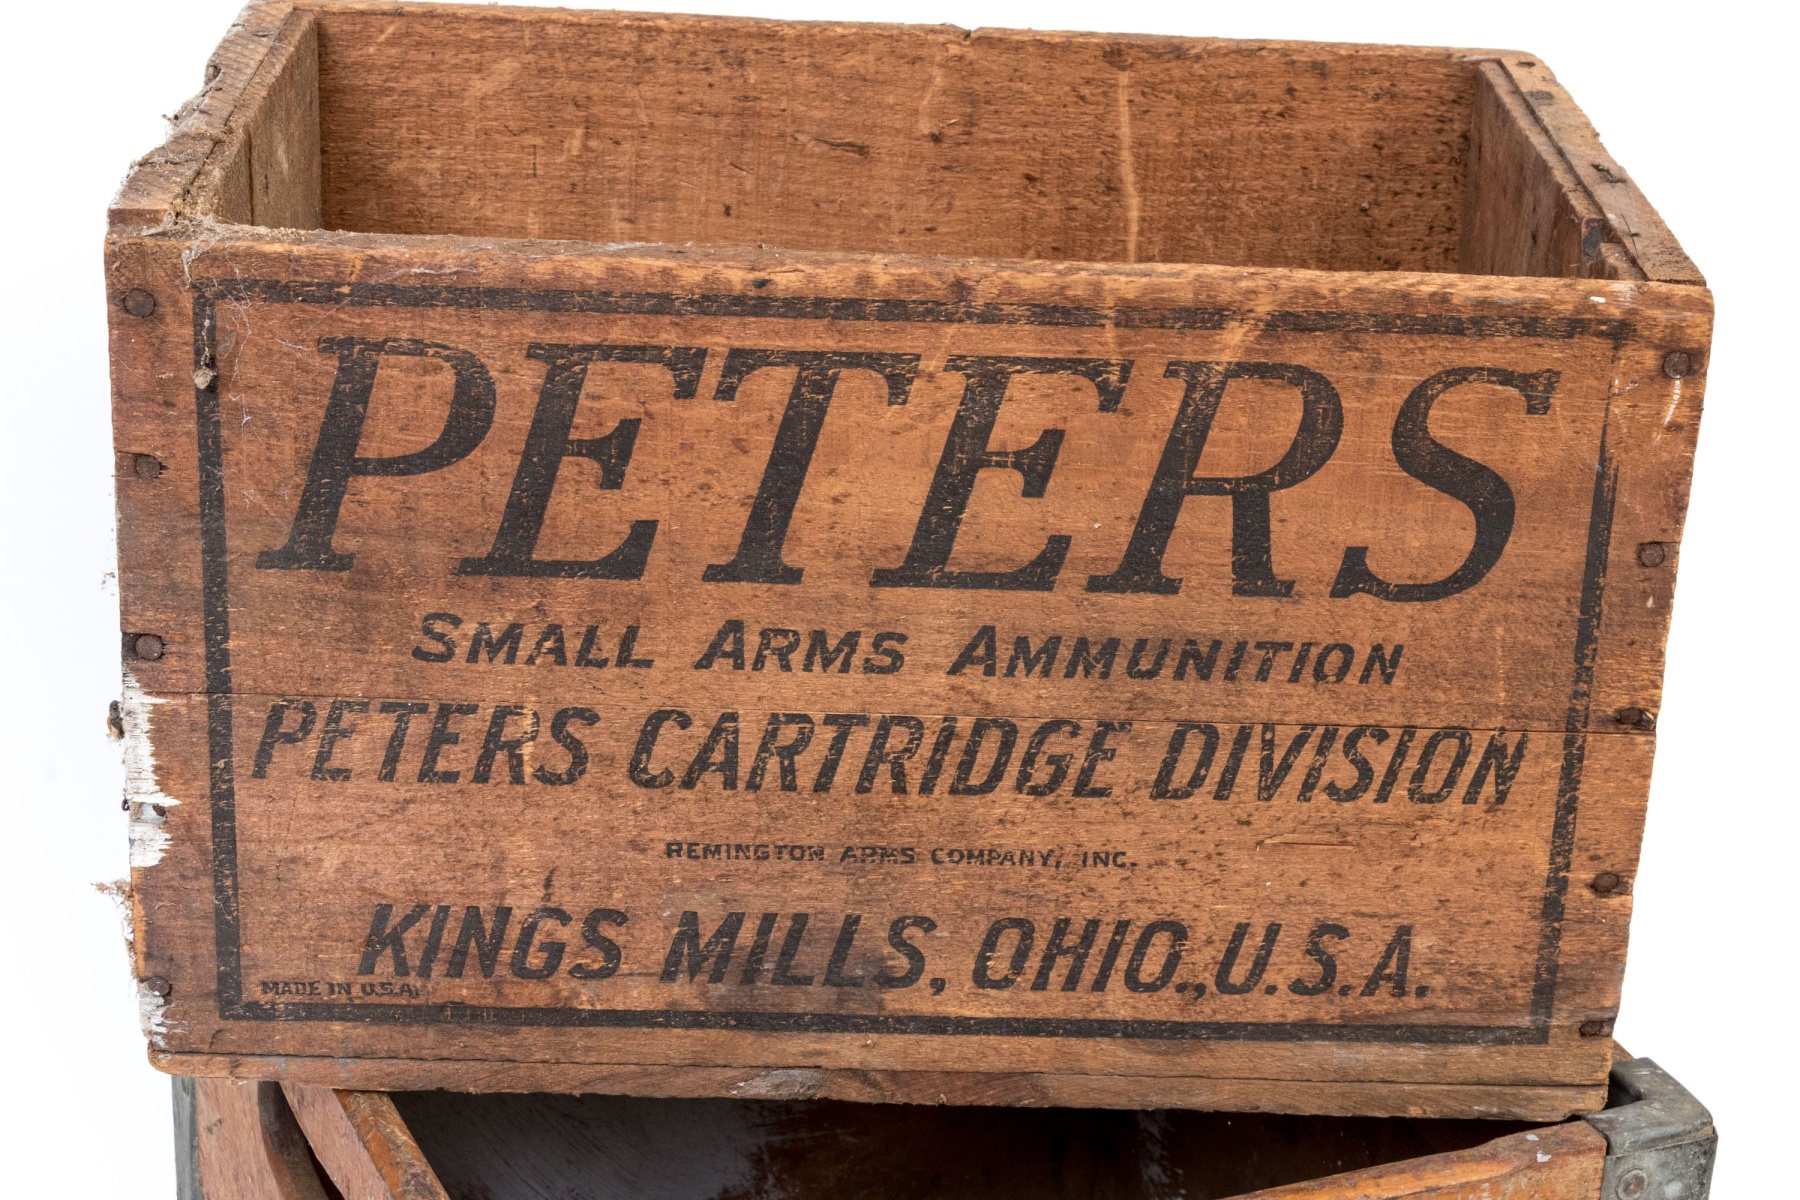 PETERS
SMALL ARMS AMMUNITION
PETERS CARTRIDGE DIVISION
REMINGTON ARMS COMPANY, INC.
KINGS MILLS, OHIO., U.S.A.
MADE IN U.S.A.